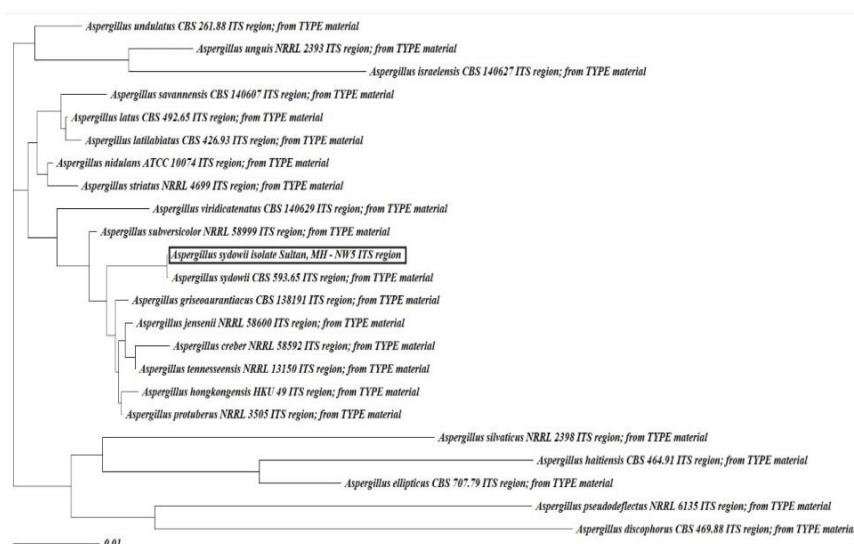 Aspergillus undulatus CBS 261.88 ITS region; from TYPE material
Aspergillus unguis NRRL 2393 ITS region; from TYPE material
Aspergillus israelensis CBS 140627 ITS region; from TYPE material
Aspergillus savannensis CBS 140607 ITS region; from TYPE material
Aspergillus latus CBS 492.65 ITS region; from TYPE material
Aspergillus latilabiatus CBS 426.93 ITS region; from TYPE material
Aspergillus nidulans ATCC 10074 ITS region; from TYPE material
Aspergillus striatus NRRL 4699 ITS region; from TYPE material
Aspergillus viridicatenatus CBS 140629 ITS region; from TYPE material
Aspergillus subversicolor NRRL 58999 ITS region; from TYPE material
Aspergillus sydowii isolate Sultan, MH - NW5 ITS region
Aspergillus sydowii CBS 593.65 ITS region; from TYPE material
Aspergillus griseoaurantiacus CBS 138191 ITS region; from TYPE material
Aspergillus jensenii NRRL 58600 ITS region; from TYPE material
Aspergillus creber NRRL 58592 ITS region; from TYPE material
Aspergillus tennesseensis NRRL 13150 ITS region; from TYPE material
Aspergillus hongkongensis HKU 49 ITS region; from TYPE material
Aspergillus protuberus NRRL 3505 ITS region; from TYPE material
Aspergillus silvaticus NRRL 2398 ITS region; from TYPE material
Aspergillus haitiensis CBS 464.91 ITS region; from TYPE material
Aspergillus ellipticus CBS 707.79 ITS region; from TYPE material
Aspergillus pseudodeflectus NRRL 6135 ITS region; from TYPE material
Aspergillus discophorus CBS 469.88 ITS region; from TYPE material
0.01